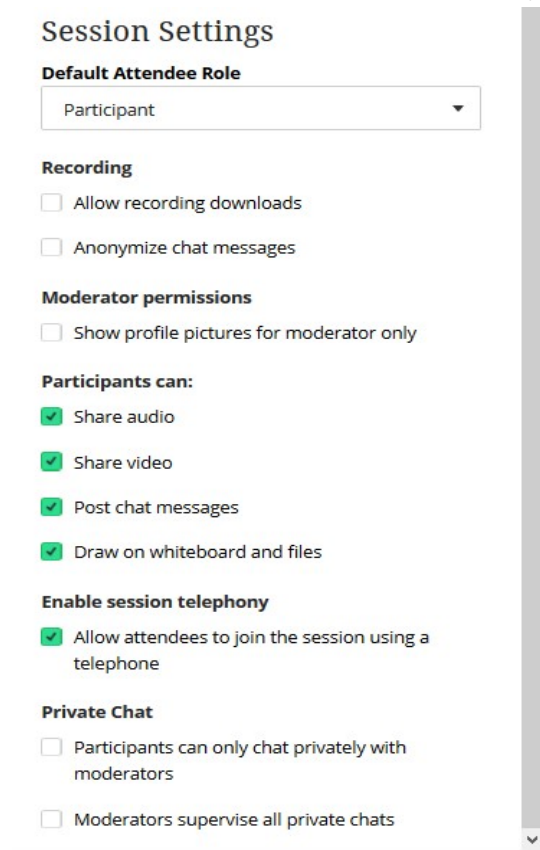 Session Settings
Default Attendee Role
Participant
Recording
Allow recording downloads
Anonymize chat messages
Moderator permissions
Show profile pictures for moderator only
Participants can:
Share audio
Share video
Post chat messages
Draw on whiteboard and files
Enable session telephony
Allow attendees to join the session using a
telephone
Private Chat
Participants can only chat privately with
moderators
Moderators supervise all private chats